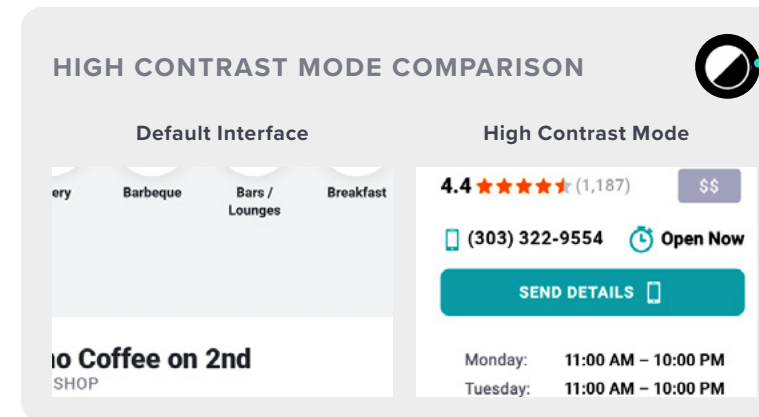 HIGH CONTRAST MODE COMPARISON
Default Interface
ery Barbeque Bars / Breakfast
Lounges
o Coffee on 2nd
SHOP
High Contrast Mode
4.4 (1,187) $$
(303) 322-9554 Open Now
SEND DETAILS
Monday: 11:00 AM – 10:00 PM
Tuesday: 11:00 AM – 10:00 PM